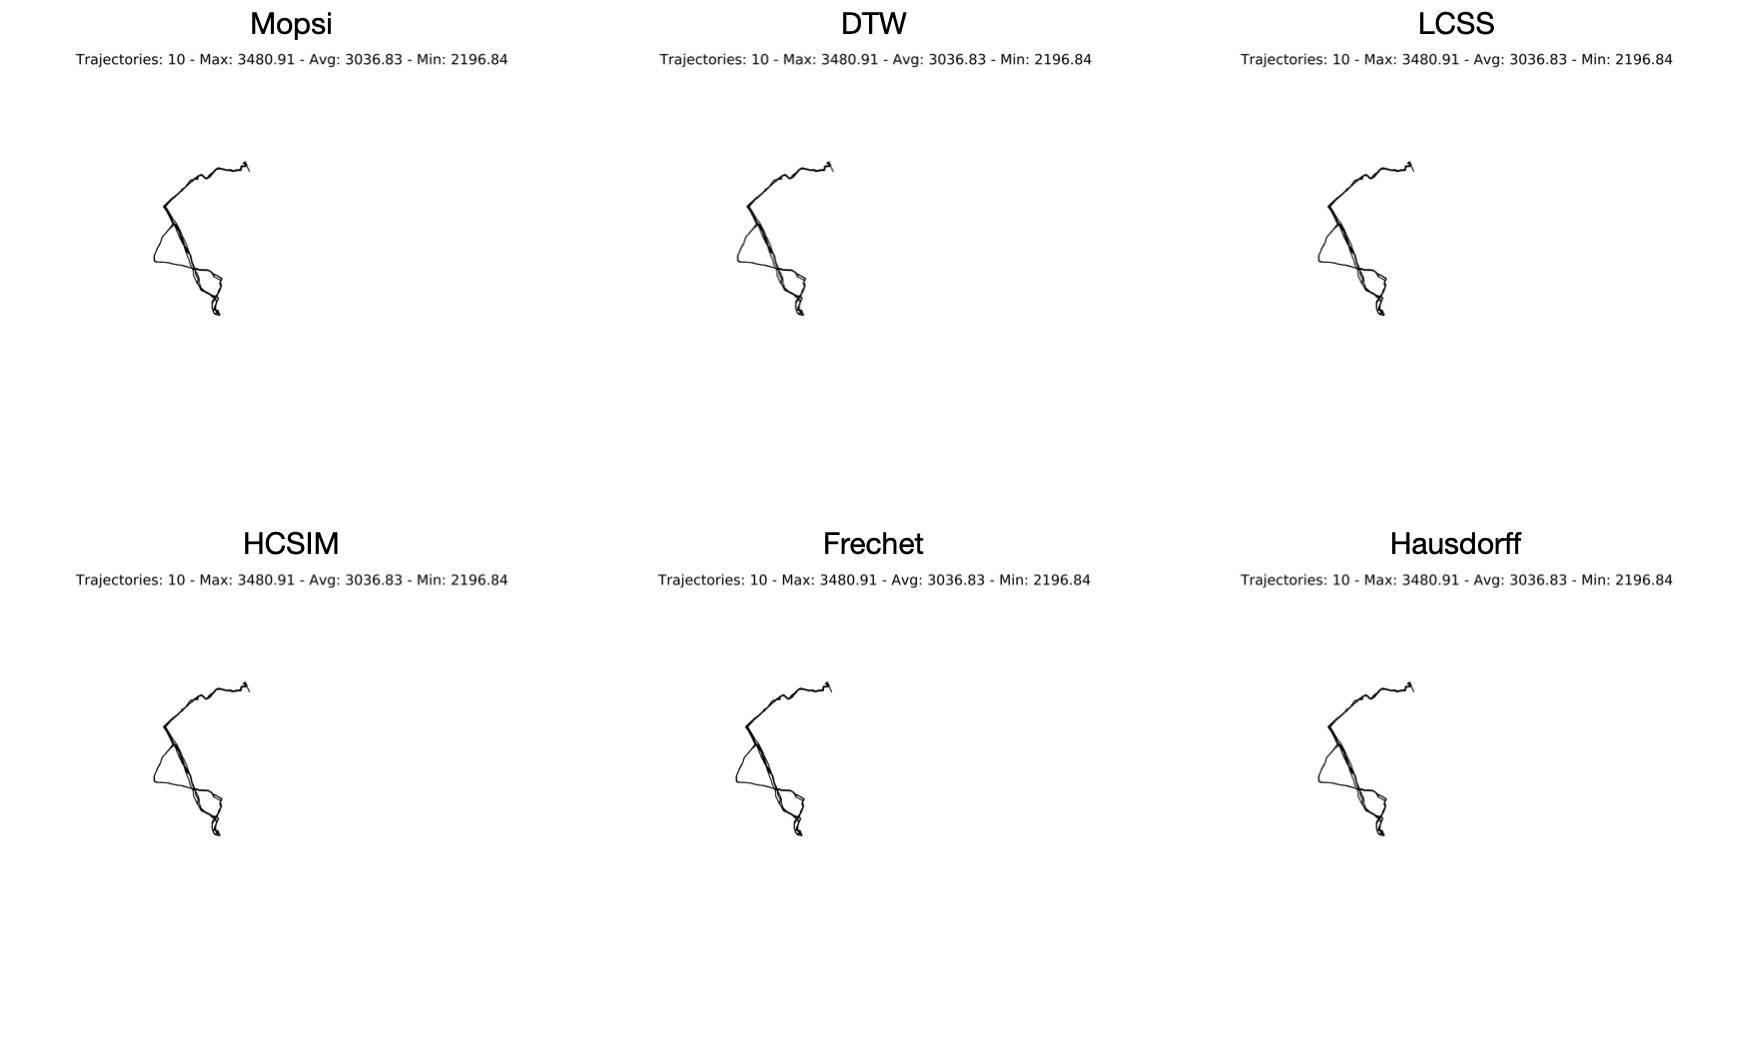 Mopsi
Trajectories: 10 - Max: 3480.91 - Avg: 3036.83 - Min: 2196.84
DTW
Trajectories: 10 - Max: 3480.91 - Avg: 3036.83 - Min: 2196.84
LCSS
Trajectories: 10 - Max: 3480.91 - Avg: 3036.83 - Min: 2196.84
HCSIM
Trajectories: 10 - Max: 3480.91 - Avg: 3036.83 - Min: 2196.84
Frechet
Trajectories: 10 - Max: 3480.91 - Avg: 3036.83 - Min: 2196.84
Hausdorff
Trajectories: 10 - Max: 3480.91 - Avg: 3036.83 - Min: 2196.84